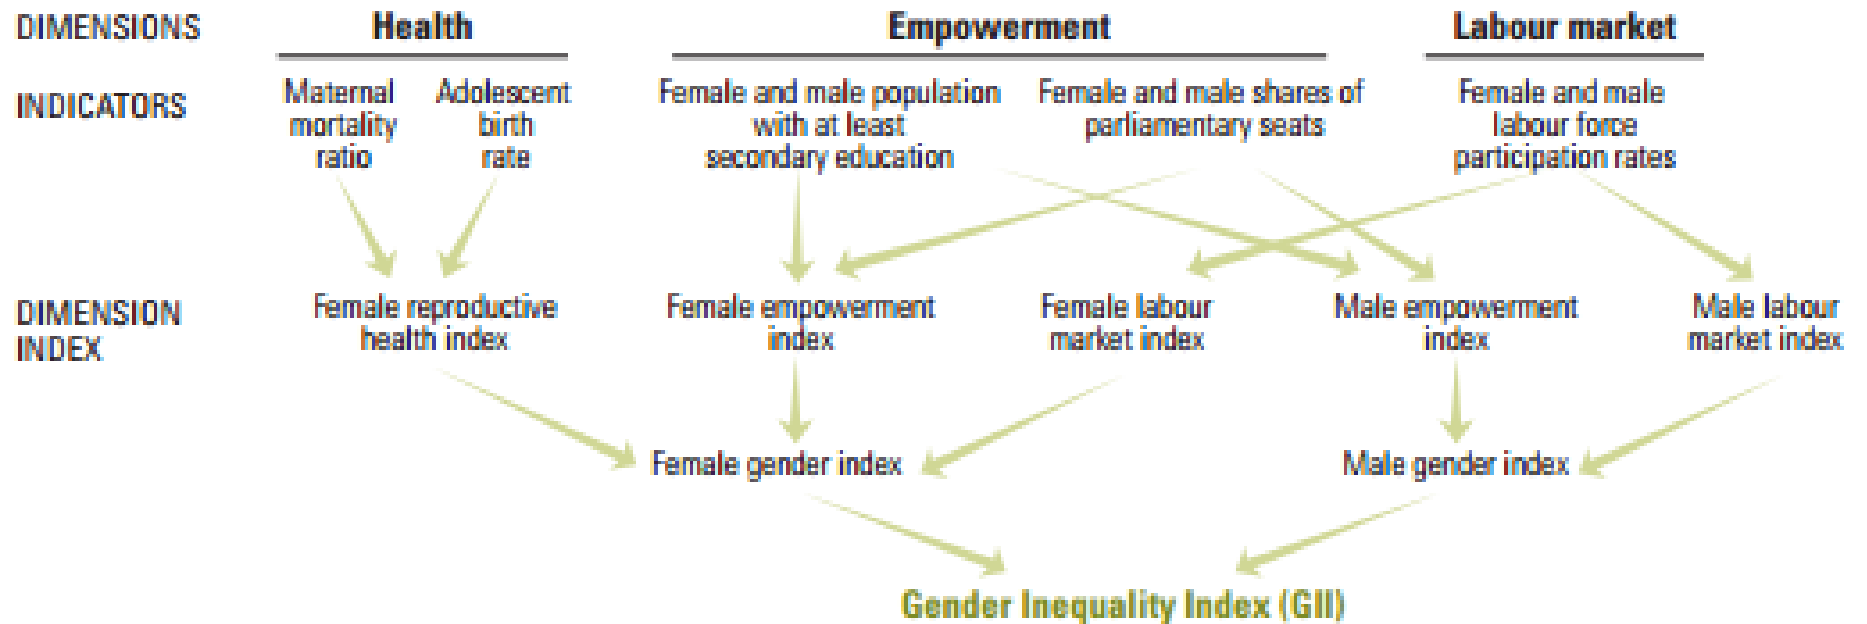 DIMENSIONS Health Empowerment Labour market
INDICATORS
Maternal
mortality
ratio
Adolescent
birth
rate
Female and male population
with at least
secondary education
Female and male shares of
parliamentary seats
Female and male
labour force
participation rates
DIMENSION
INDEX
Female reproductive
health index
Female empowerment
index
Female labour
market index
Male empowerment
index
Male labour
market index
Female gender index
Male gender index
Gender Inequality Index (GII)